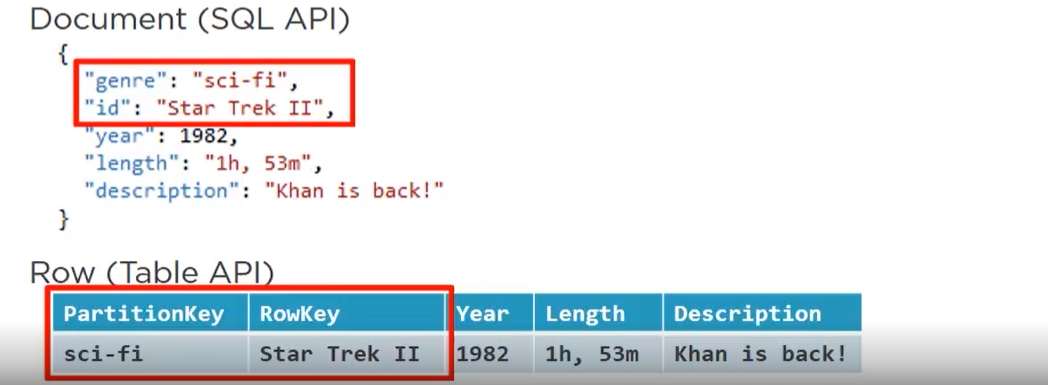 Document (SQL API)
{
"genre": "sci-fi",
"id": "Star Trek II",
"year": 1982,
"length": "1h, 53m",
"description": "Khan is back!"
}
Row (Table API)
PartitionKey RowKey Year Length Description
sci-fi Star Trek II 1982 1h, 53m Khan is back!